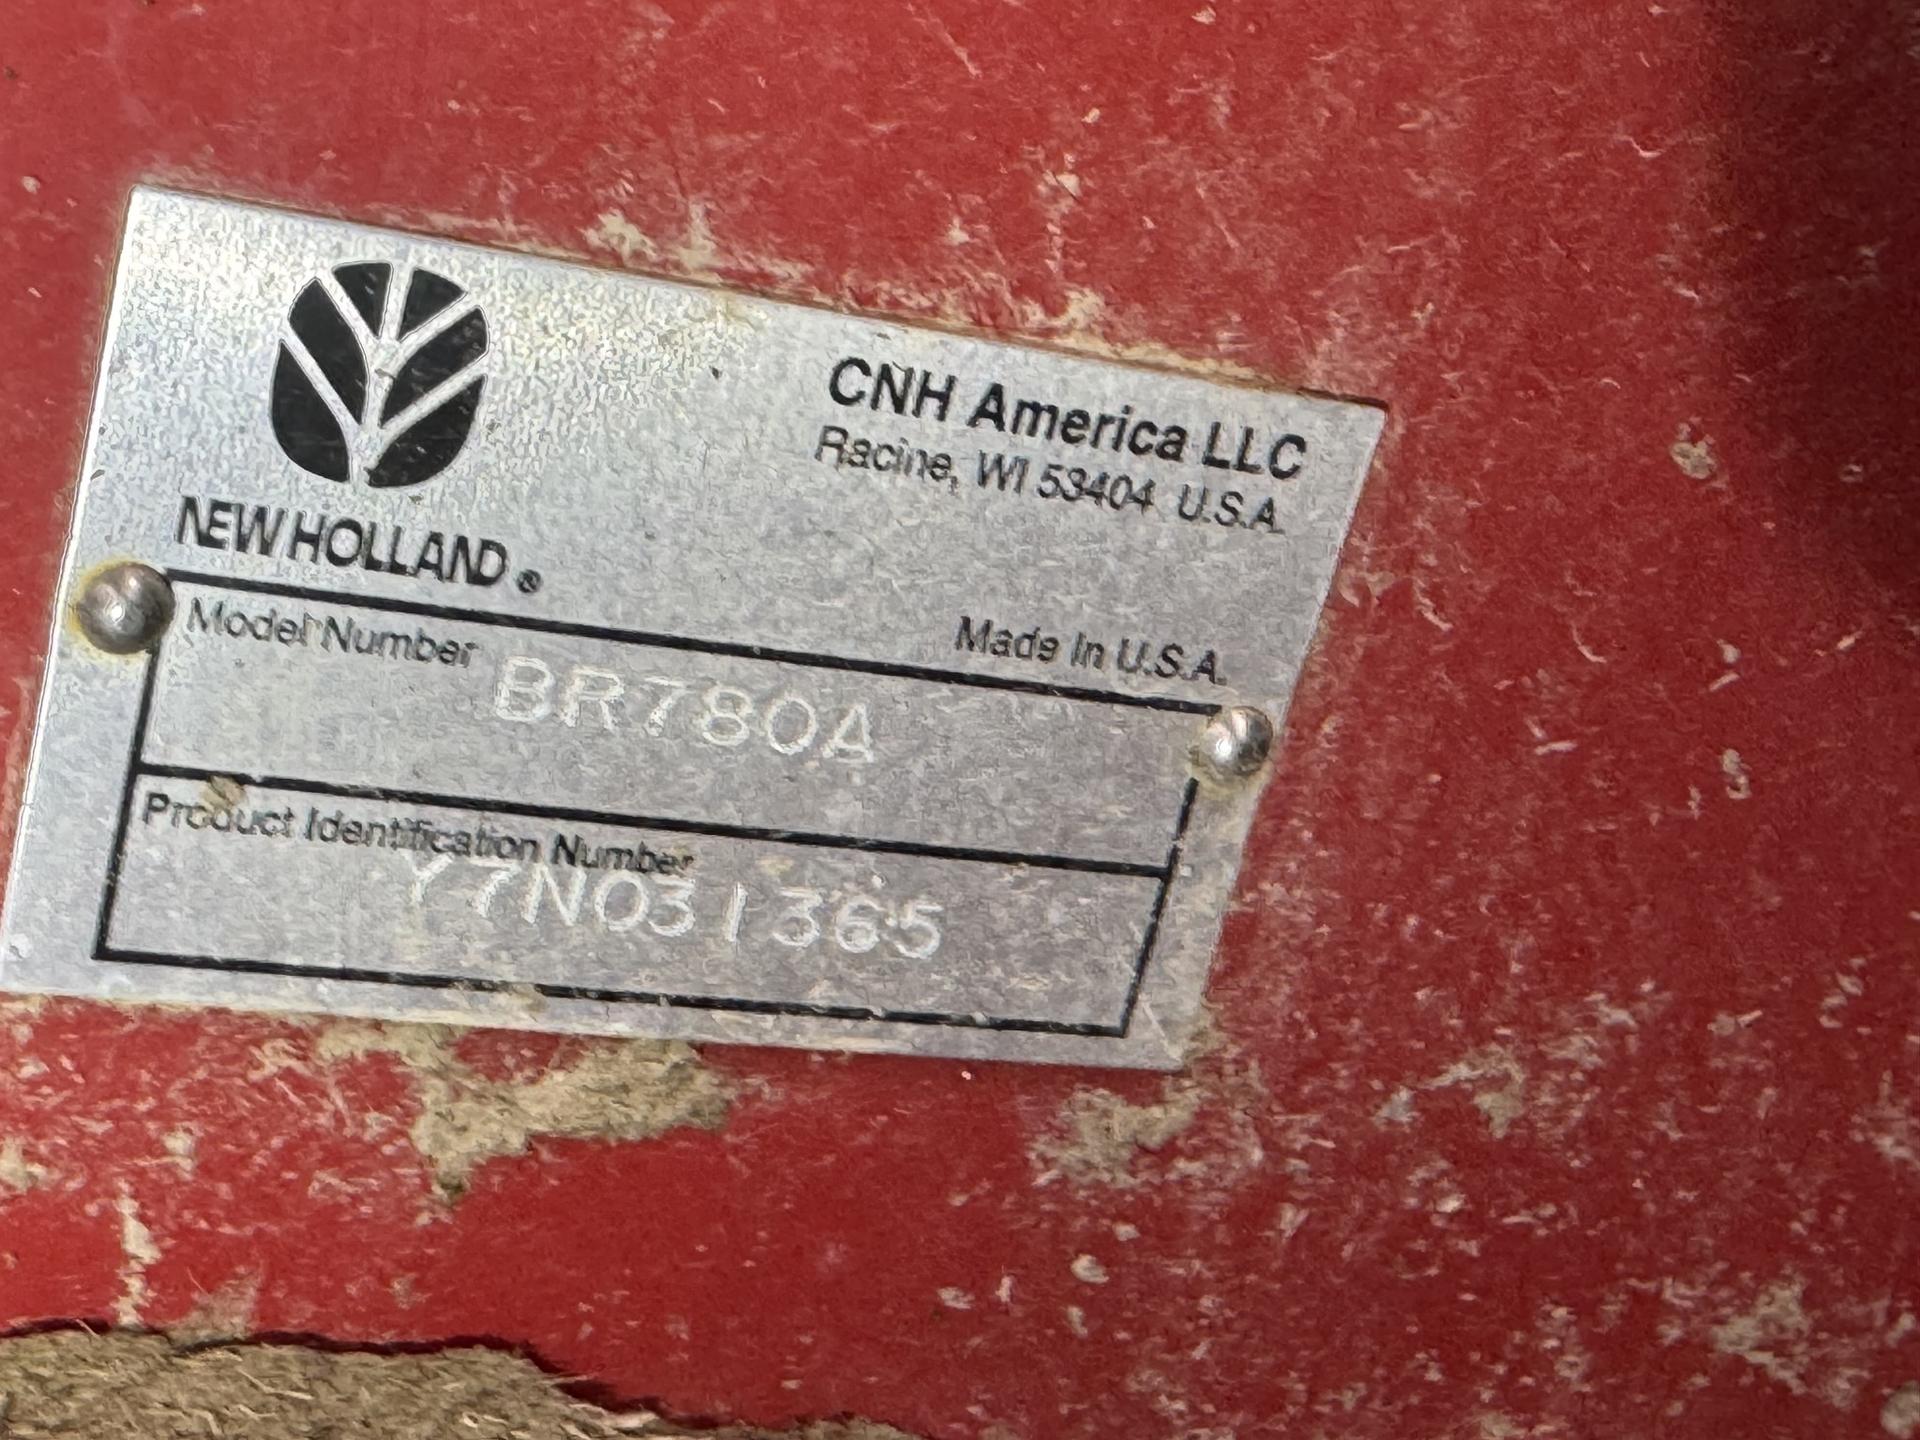 NEW HOLLAND ®
CNH America LLC
Racine, WI 53404 U.S.A.
Made In U.S.A.
Model Number
BR780A
Product Identification Number
Y7N031365